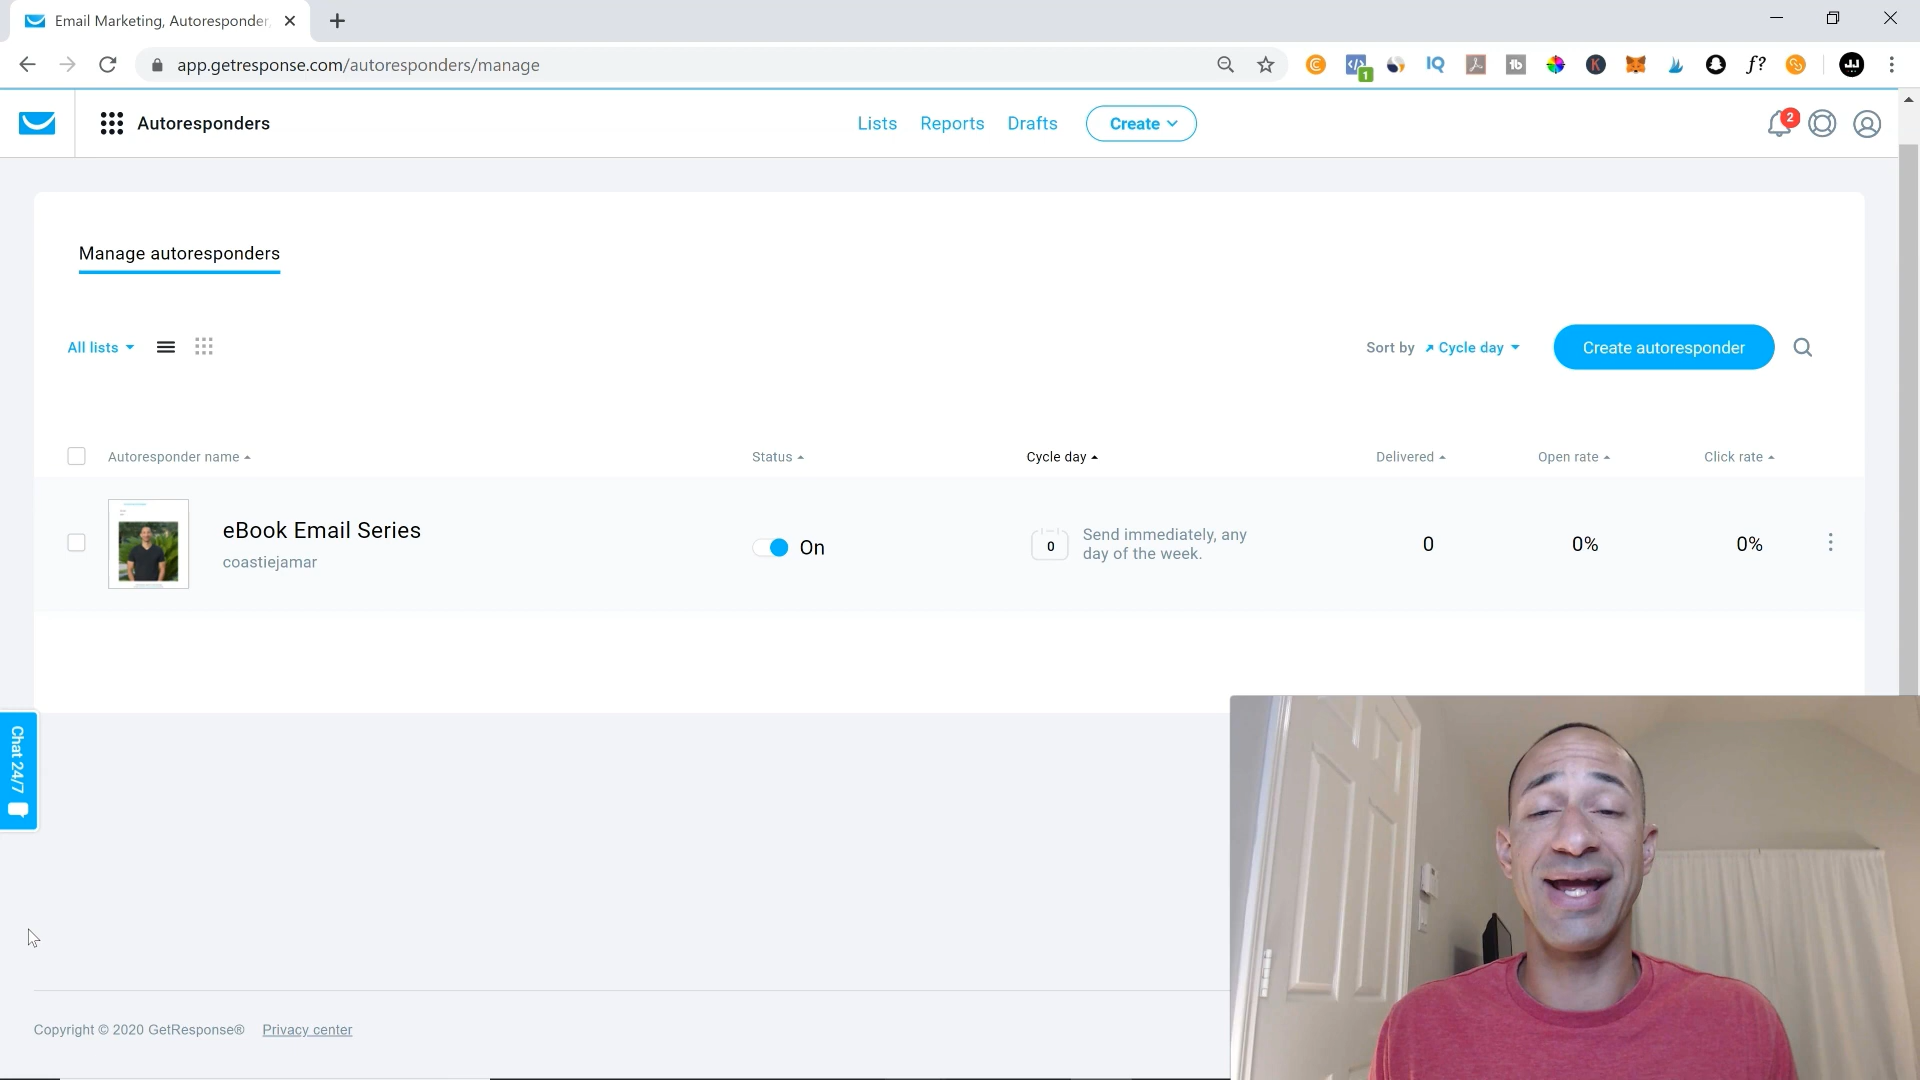 Email Marketing, Autoresponder,
app.getresponse.com/autoresponders/manage
1
IQ
K
f?
JJ
Autoresponders
Lists
Reports
Drafts
Create
2
Manage autoresponders
All lists
Sort by
Cycle day
Create autoresponder
Autoresponder name
Status
Cycle day
Delivered
Open rate
Click rate
eBook Email Series
coastiejamar
On
0
Send immediately, any
day of the week.
0
0%
0%
Chat 24/7
Copyright © 2020 GetResponse®
Privacy center